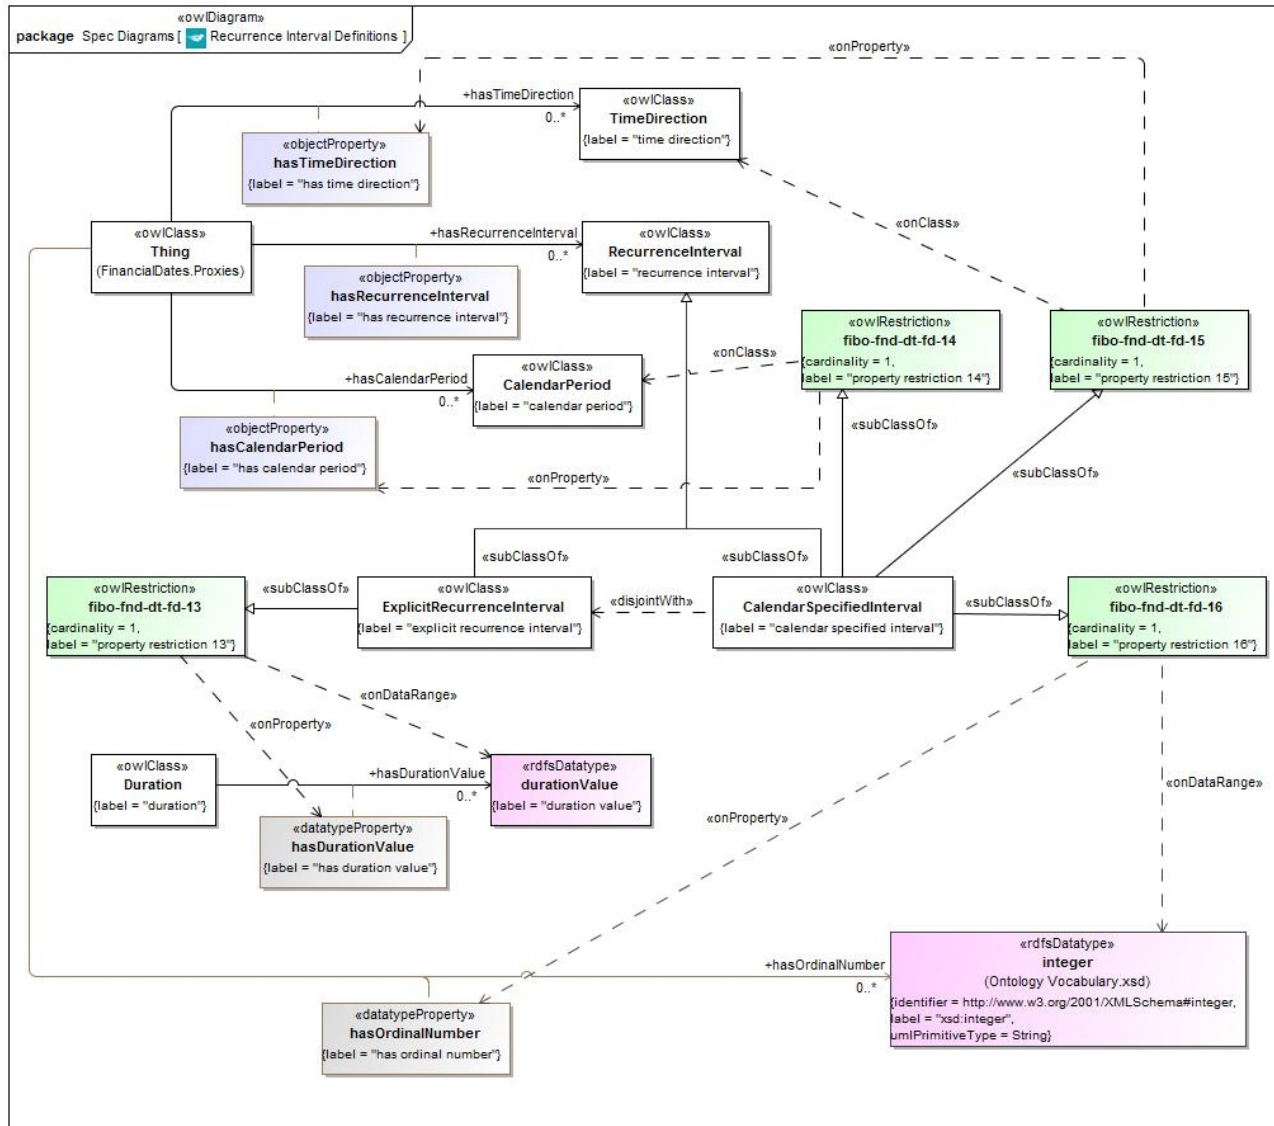 «owlDiagram»
package Spec Diagrams [ Recurrence Interval Definitions ]
«onProperty»
+hasTimeDirection
0..*
«owlClass»
TimeDirection
{label = "time direction"}
«objectProperty»
hasTimeDirection
{label = "has time direction"}
«onClass»
«owlClass»
Thing
(FinancialDates.Proxies)
+hasRecurrenceInterval
0..*
«owlClass»
RecurrenceInterval
{label = "recurrence interval"}
«objectProperty»
hasRecurrenceInterval
{label = "has recurrence interval"}
«owlRestriction»
fibo-fnd-dt-fd-14
{cardinality = 1,
label = "property restriction 14"}
«owlRestriction»
fibo-fnd-dt-fd-15
{cardinality = 1,
label = "property restriction 15"}
«onClass»
+hasCalendarPeriod
0..*
«owlClass»
CalendarPeriod
{label = "calendar period"}
«objectProperty»
hasCalendarPeriod
{label = "has calendar period"}
«subClassOf»
«onProperty»
«subClassOf»
«subClassOf»
«subClassOf»
«owlRestriction»
fibo-fnd-dt-fd-13
{cardinality = 1,
label = "property restriction 13"}
«subClassOf»
«owlClass»
ExplicitRecurrenceInterval
{label = "explicit recurrence interval"}
«disjointWith»
«owlClass»
CalendarSpecifiedInterval
{label = "calendar specified interval"}
«subClassOf»
«owlRestriction»
fibo-fnd-dt-fd-16
{cardinality = 1,
label = "property restriction 16"}
«onDataRange»
«onProperty»
«owlClass»
Duration
{label = "duration"}
+hasDurationValue
0..*
«rdfsDatatype»
durationValue
{label = "duration value"}
«onDataRange»
«onProperty»
«datatypeProperty»
hasDurationValue
{label = "has duration value"}
+hasOrdinalNumber
0..*
«rdfsDatatype»
integer
(Ontology Vocabulary.xsd)
{identifier = http://www.w3.org/2001/XMLSchema#integer,
label = "xsd:integer",
umlPrimitiveType = String}
«datatypeProperty»
hasOrdinalNumber
{label = "has ordinal number"}